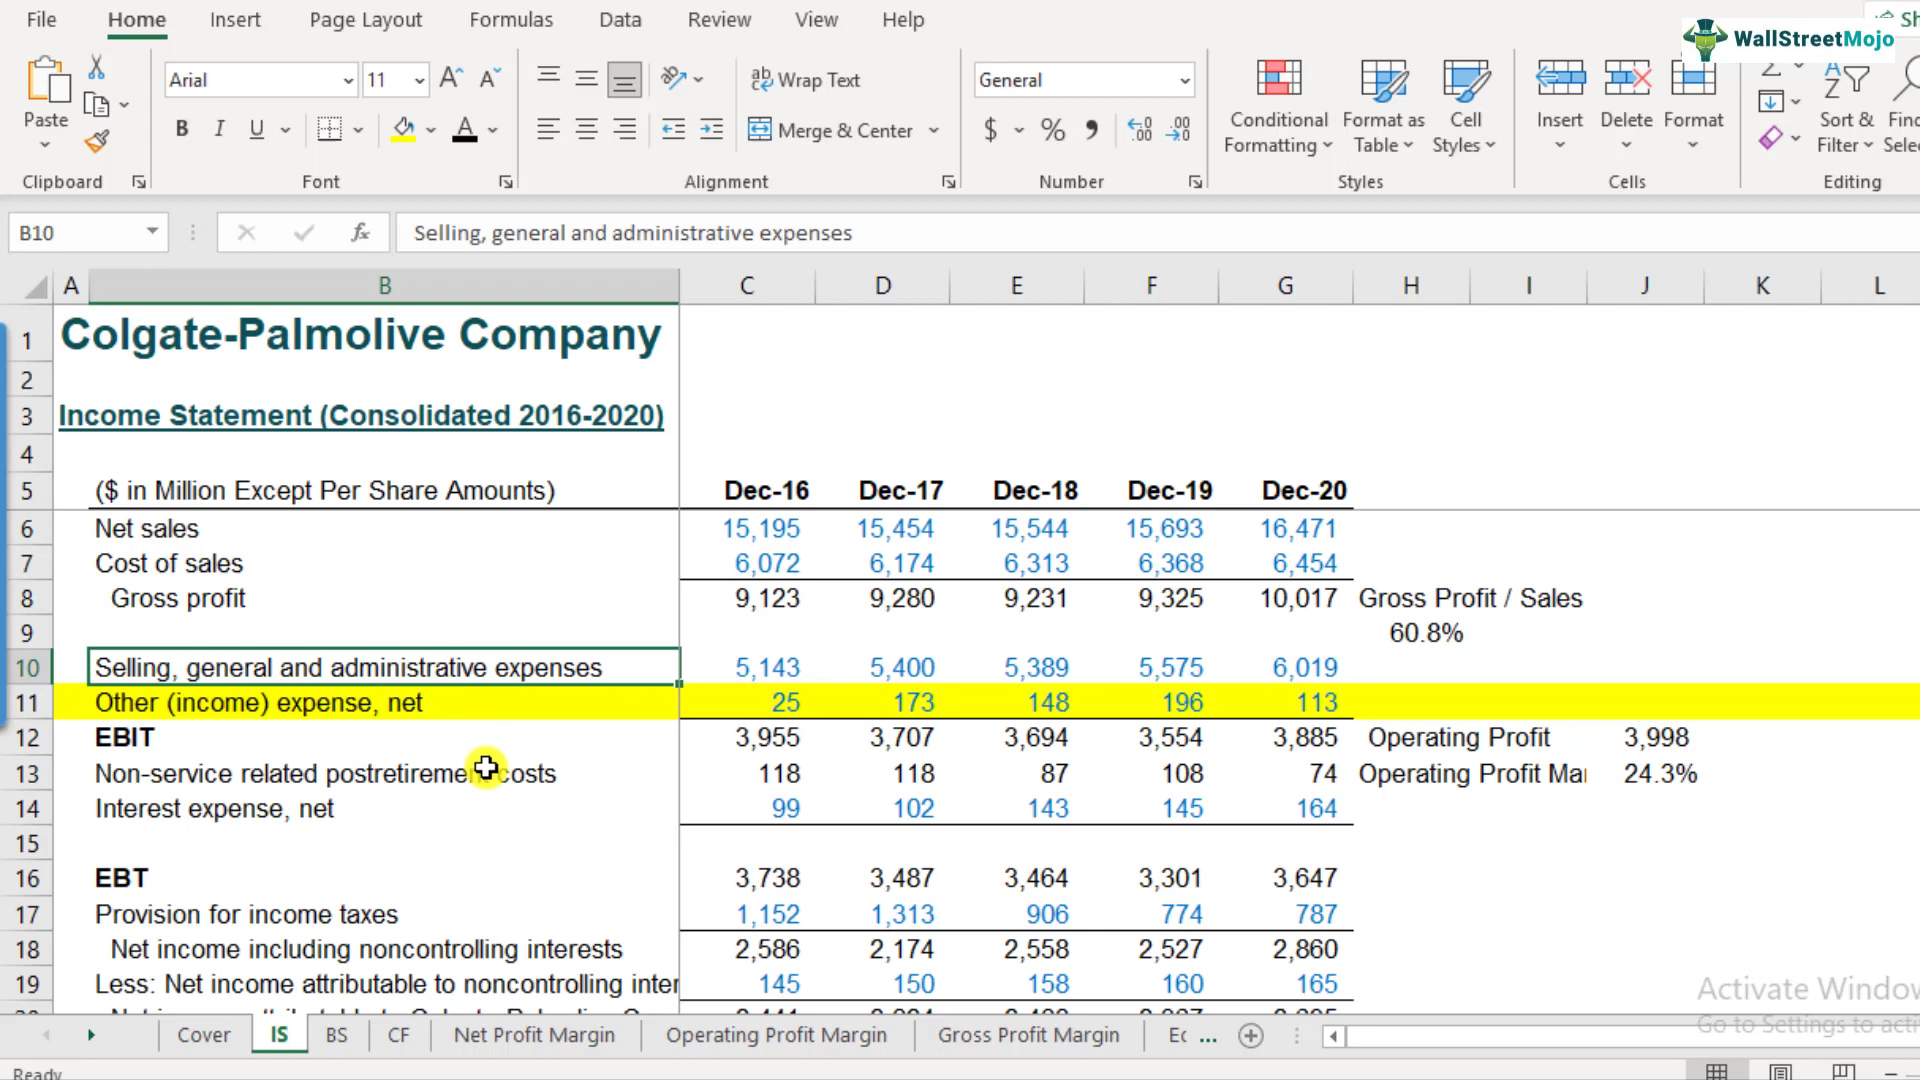 File Home Insert Page Layout Formulas Data Review View Help
WallStreetMojo
Arial 11 Wrap Text General
Paste Merge & Center $ % Conditional Formatting Format as Table Cell Styles Insert Delete Format Sort & Filter
Clipboard Font Alignment Number Styles Cells Editing
B10 fx Selling, general and administrative expenses
A B C D E F G H I J K L
1 Colgate-Palmolive Company
2
3 Income Statement (Consolidated 2016-2020)
4
5 ($ in Million Except Per Share Amounts) Dec-16 Dec-17 Dec-18 Dec-19 Dec-20
6 Net sales 15,195 15,454 15,544 15,693 16,471
7 Cost of sales 6,072 6,174 6,313 6,368 6,454
8 Gross profit 9,123 9,280 9,231 9,325 10,017 Gross Profit / Sales
9 60.8%
10 Selling, general and administrative expenses 5,143 5,400 5,389 5,575 6,019
11 Other (income) expense, net 25 173 148 196 113
12 EBIT 3,955 3,707 3,694 3,554 3,885 Operating Profit 3,998
13 Non-service related postretirement costs 118 118 87 108 74 Operating Profit Mar 24.3%
14 Interest expense, net 99 102 143 145 164
15
16 EBT 3,738 3,487 3,464 3,301 3,647
17 Provision for income taxes 1,152 1,313 906 774 787
18 Net income including noncontrolling interests 2,586 2,174 2,558 2,527 2,860
19 Less: Net income attributable to noncontrolling inter 145 150 158 160 165
Activate Window
Go to Settings to acti
Cover IS BS CF Net Profit Margin Operating Profit Margin Gross Profit Margin ...
Ready